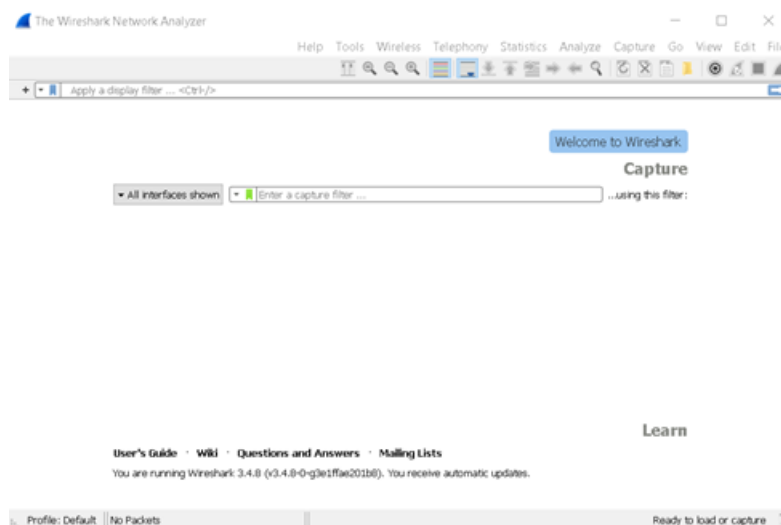 The Wireshark Network Analyzer
Help Tools Wireless Telephony Statistics Analyze Capture Go View Edit File
+ Apply a display filter ... <Ctrl-/>
Welcome to Wireshark
Capture
All interfaces shown Enter a capture filter ... ...using this filter:
Learn
User's Guide · Wiki · Questions and Answers · Mailing Lists
You are running Wireshark 3.4.8 (v3.4.8-0-g3e1ffae201b8). You receive automatic updates.
Profile: Default No Packets Ready to load or capture